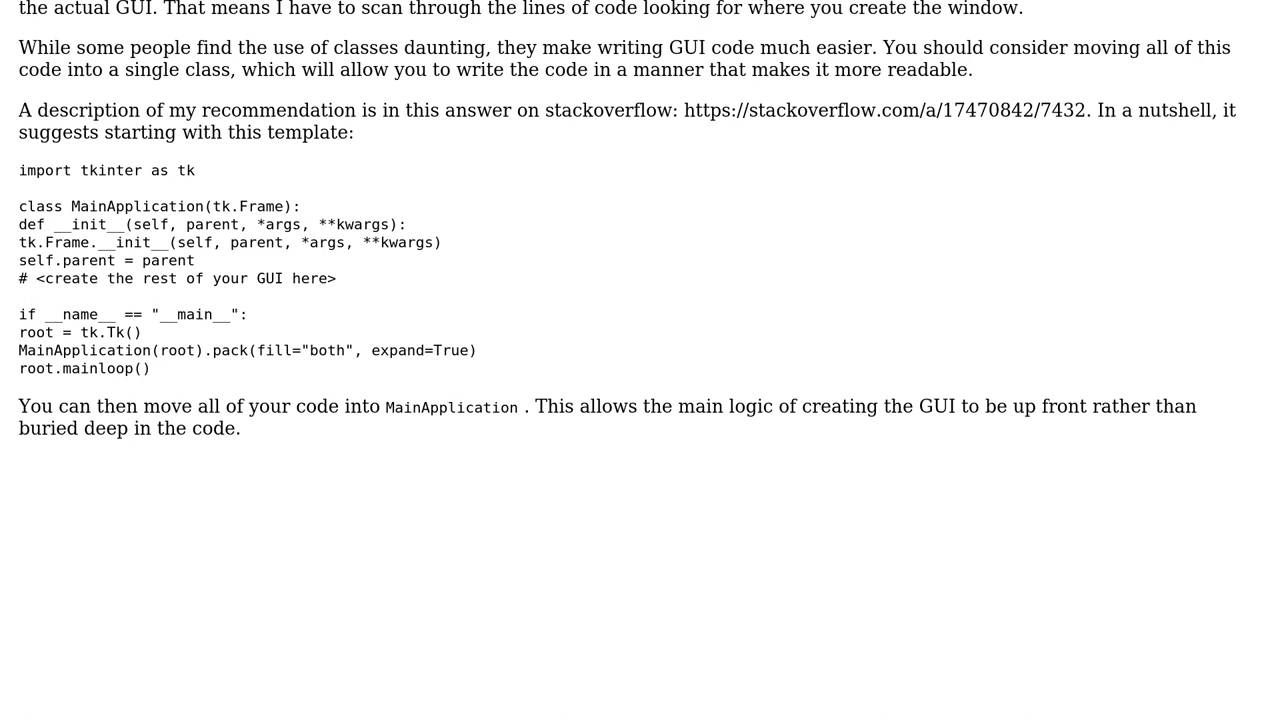 the actual GUI. That means I have to scan through the lines of code looking for where you create the window.
While some people find the use of classes daunting, they make writing GUI code much easier. You should consider moving all of this
code into a single class, which will allow you to write the code in a manner that makes it more readable.
A description of my recommendation is in this answer on stackoverflow: https://stackoverflow.com/a/17470842/7432. In a nutshell, it
suggests starting with this template:
import tkinter as tk
class MainApplication(tk.Frame):
def __init__(self, parent, *args, **kwargs):
tk.Frame.__init__(self, parent, *args, **kwargs)
self.parent = parent
# <create the rest of your GUI here>
if __name__ == "__main__":
root = tk.Tk()
MainApplication(root).pack(fill="both", expand=True)
root.mainloop()
You can then move all of your code into MainApplication . This allows the main logic of creating the GUI to be up front rather than
buried deep in the code.